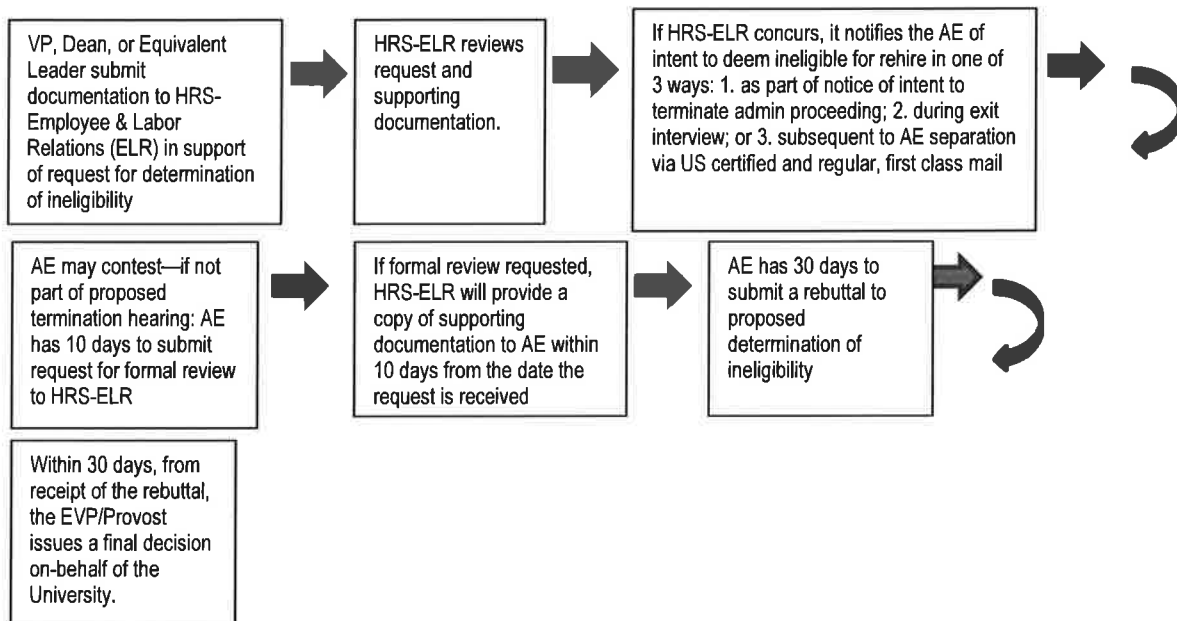 VP, Dean, or Equivalent
Leader submit
documentation to HRS-
Employee & Labor
Relations (ELR) in support
of request for determination
of ineligibility
HRS-ELR reviews
request and
supporting
documentation.
If HRS-ELR concurs, it notifies the AE of
intent to deem ineligible for rehire in one of
3 ways: 1. as part of notice of intent to
terminate admin proceeding; 2. during exit
interview; or 3. subsequent to AE separation
via US certified and regular, first class mail
AE may contest—if not
part of proposed
termination hearing: AE
has 10 days to submit
request for formal review
to HRS-ELR
If formal review requested,
HRS-ELR will provide a
copy of supporting
documentation to AE within
10 days from the date the
request is received
AE has 30 days to
submit a rebuttal to
proposed
determination of
ineligibility
Within 30 days, from
receipt of the rebuttal,
the EVP/Provost
issues a final decision
on-behalf of the
University.